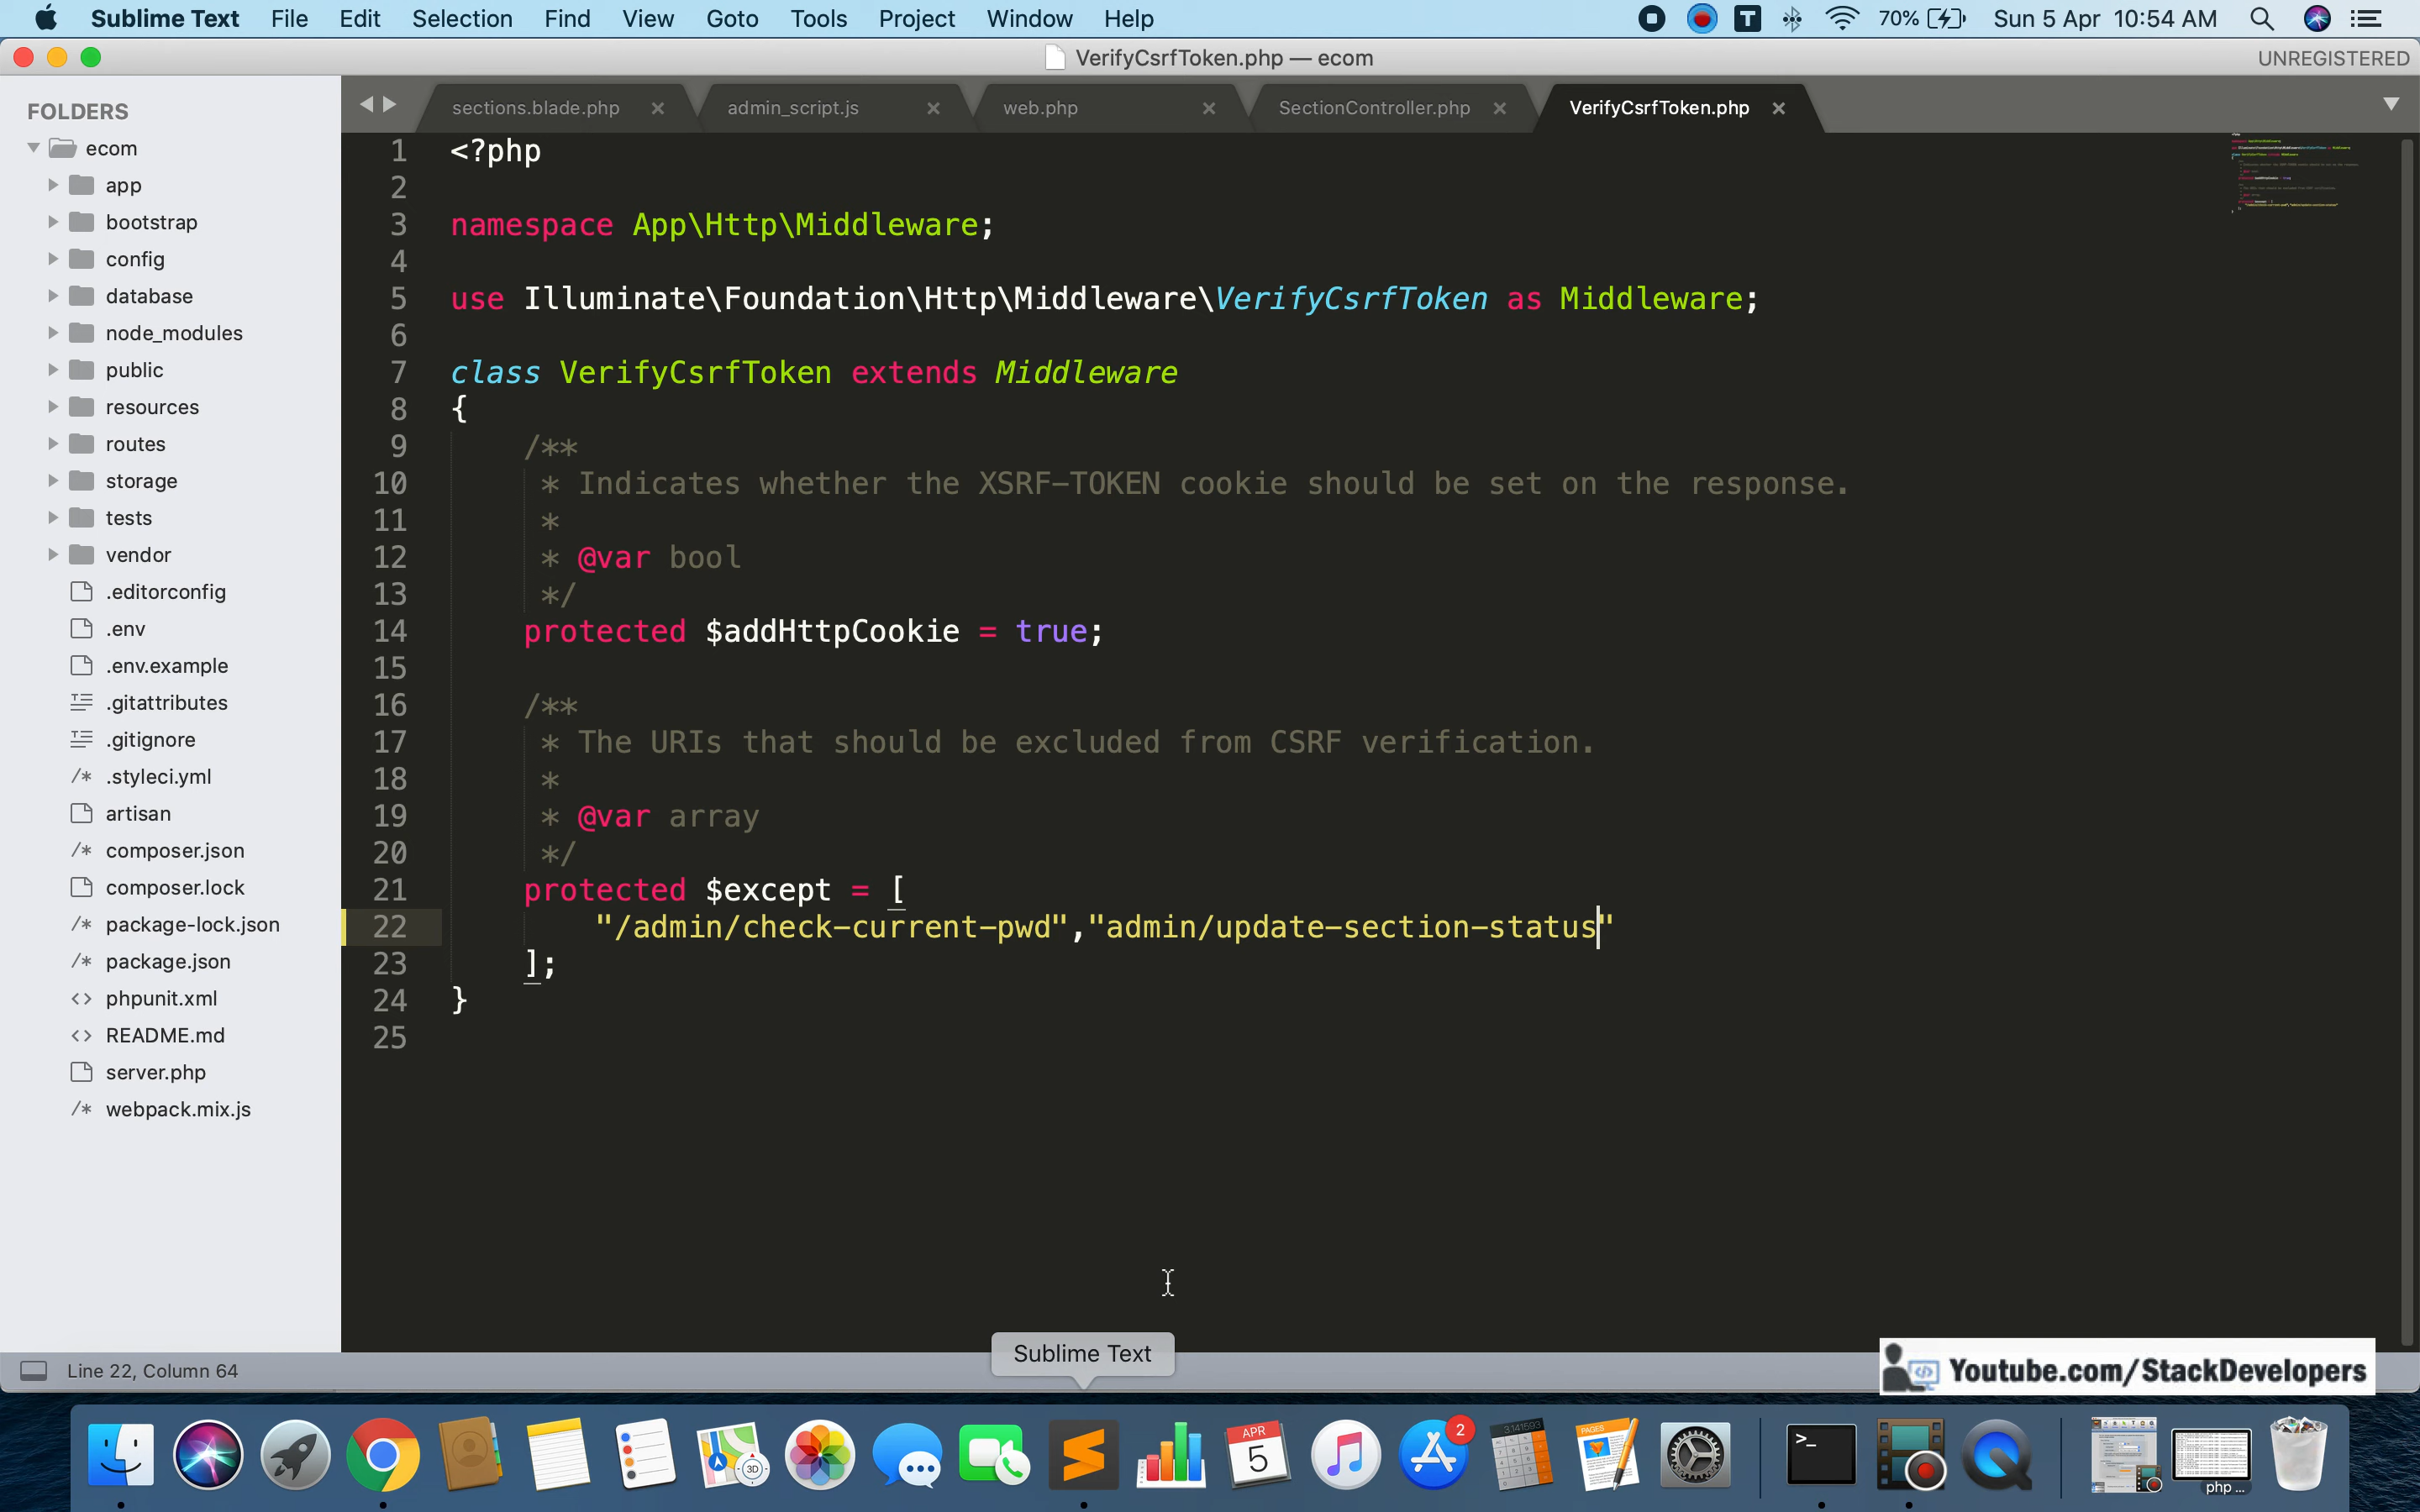 Sublime Text File Edit Selection Find View Goto Tools Project Window Help 70% Sun 5 Apr 10:54 AM
VerifyCsrfToken.php — ecom UNREGISTERED
FOLDERS
ecom
app
bootstrap
config
database
node_modules
public
resources
routes
storage
tests
vendor
.editorconfig
.env
.env.example
.gitattributes
.gitignore
/* .styleci.yml
artisan
/* composer.json
composer.lock
/* package-lock.json
/* package.json
<> phpunit.xml
<> README.md
server.php
/* webpack.mix.js
sections.blade.php × admin_script.js × web.php × SectionController.php × VerifyCsrfToken.php ×
1 <?php
2
3 namespace App\Http\Middleware;
4
5 use Illuminate\Foundation\Http\Middleware\VerifyCsrfToken as Middleware;
6
7 class VerifyCsrfToken extends Middleware
8 {
9 /**
10 * Indicates whether the XSRF-TOKEN cookie should be set on the response.
11 *
12 * @var bool
13 */
14 protected $addHttpCookie = true;
15
16 /**
17 * The URIs that should be excluded from CSRF verification.
18 *
19 * @var array
20 */
21 protected $except = [
22 "/admin/check-current-pwd","admin/update-section-status"
23 ];
24 }
25
Sublime Text
Line 22, Column 64
Youtube.com/StackDevelopers
3D
APR
5
2
3.141593
PAGES
>_
php ...